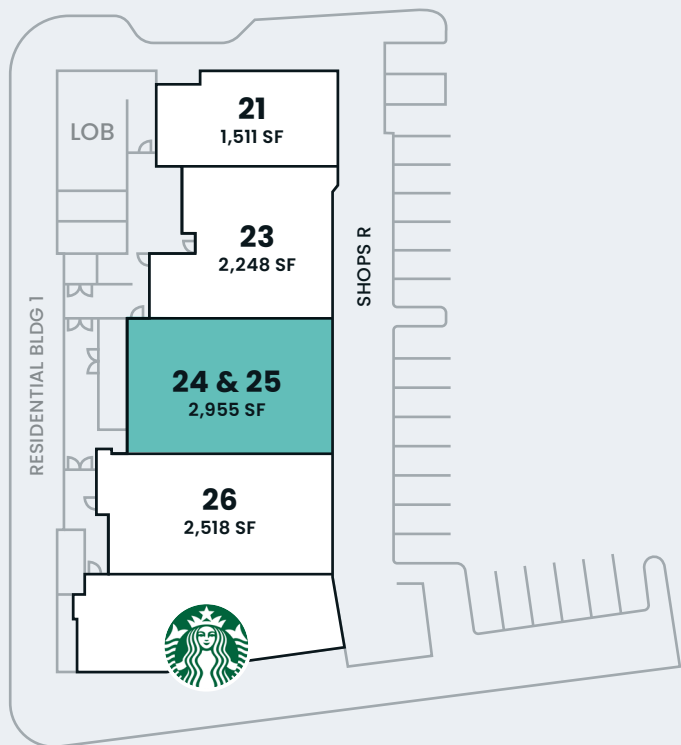 LOB
21
1,511 SF
23
2,248 SF
SHOPS R
RESIDENTIAL BLDG 1
24 & 25
2,955 SF
26
2,518 SF